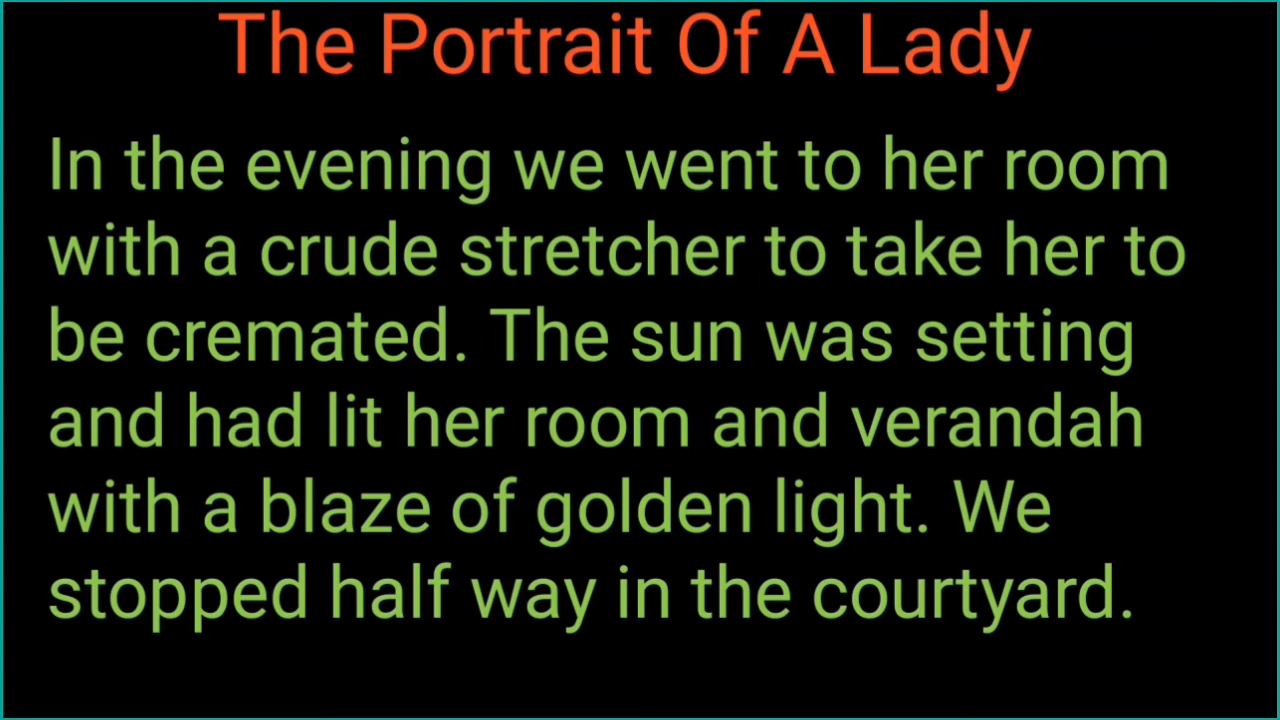 The Portrait Of A Lady
In the evening we went to her room
with a crude stretcher to take her to
be cremated. The sun was setting
and had lit her room and verandah
with a blaze of golden light. We
stopped half way in the courtyard.